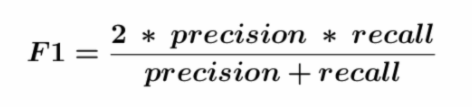 F1 = 2 * precision * recall
precision + recall